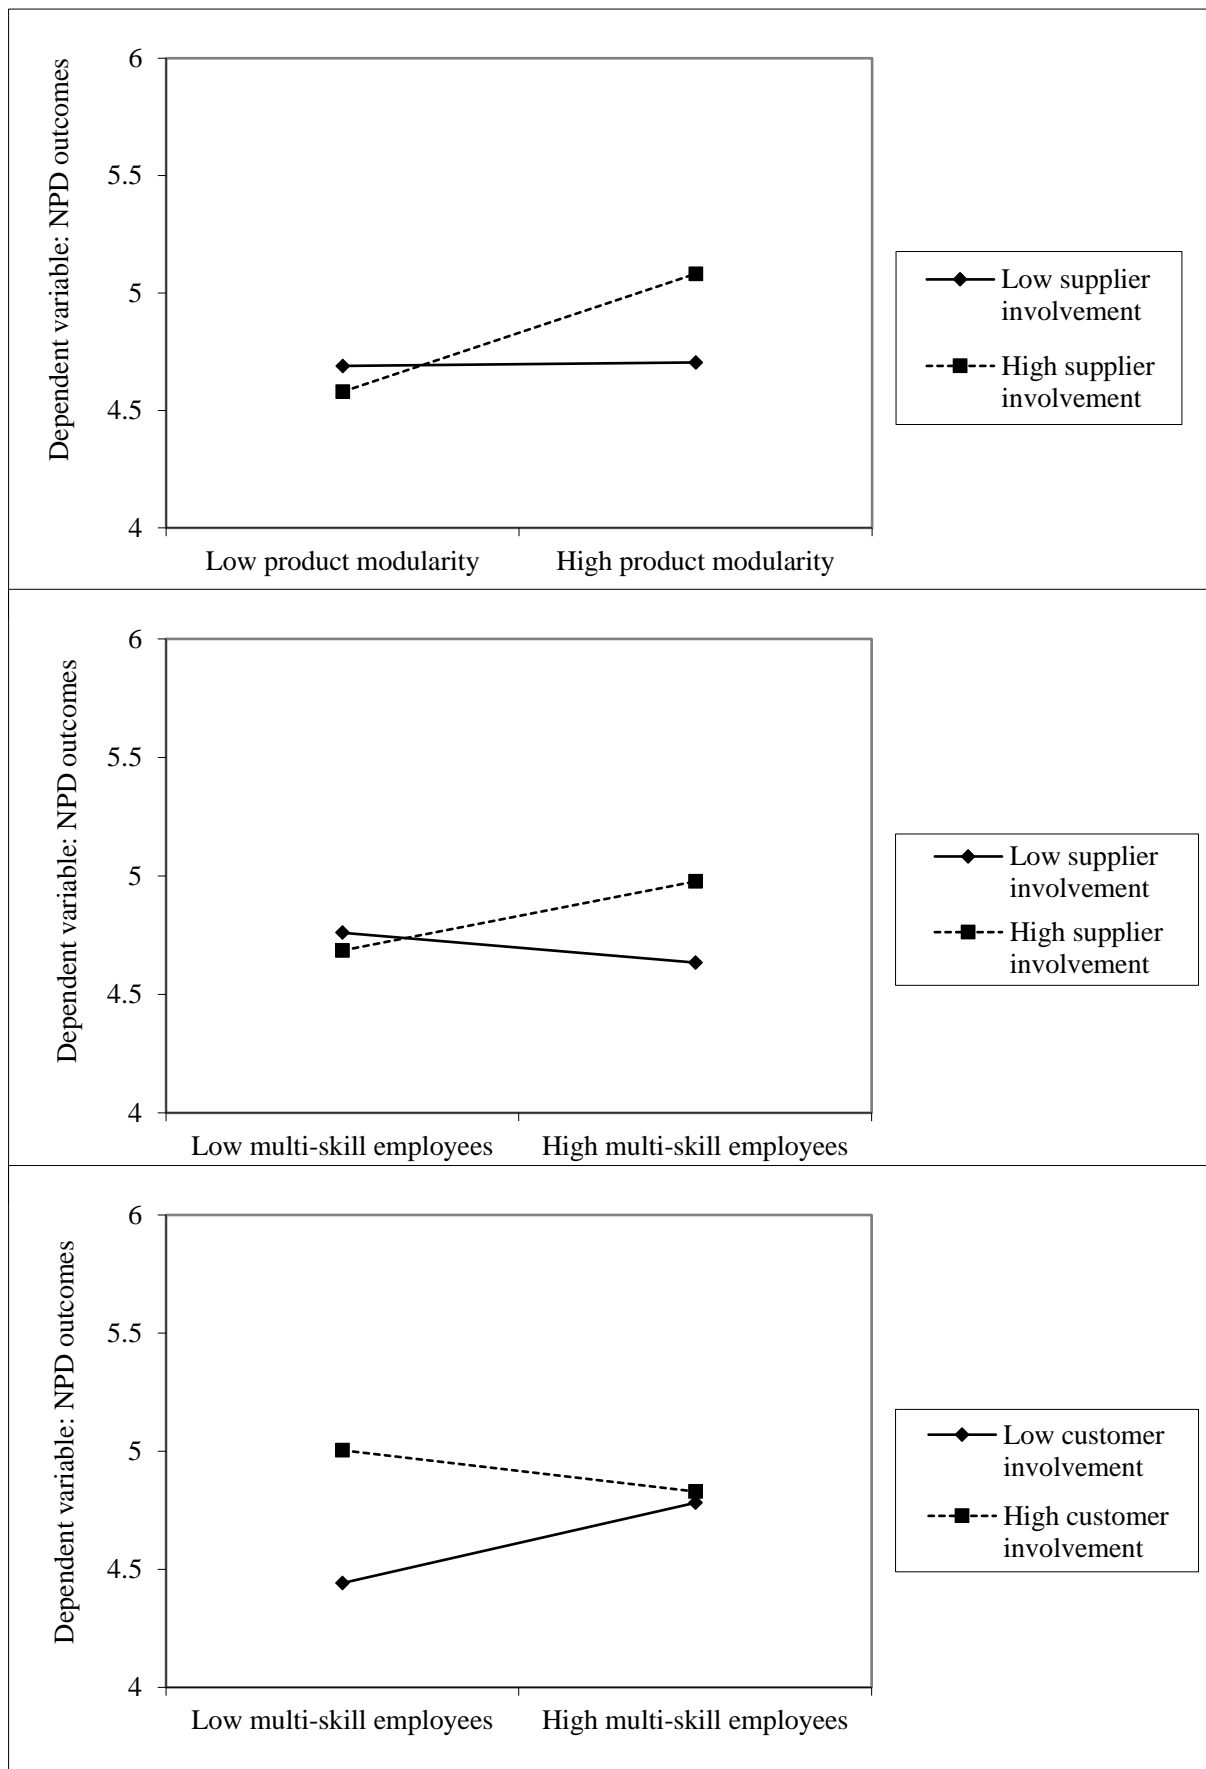 Dependent variable: NPD outcomes
6
5.5
5
4.5
4
Low product modularity
High product modularity
Low supplier
involvement
High supplier
involvement
Dependent variable: NPD outcomes
6
5.5
5
4.5
4
Low multi-skill employees
High multi-skill employees
Low supplier
involvement
High supplier
involvement
Dependent variable: NPD outcomes
6
5.5
5
4.5
4
Low multi-skill employees
High multi-skill employees
Low customer
involvement
High customer
involvement